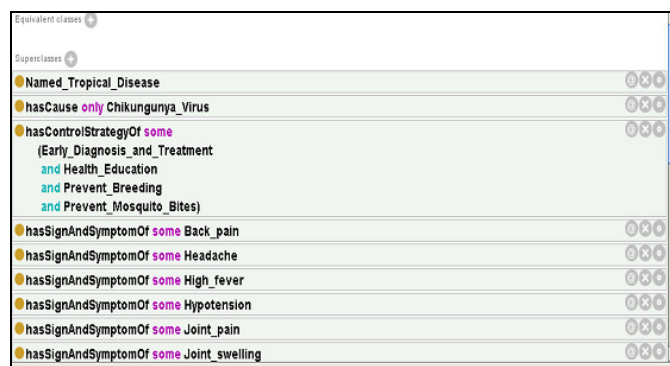 Equivalent classes
Superclasses
Named_Tropical_Disease
hasCause only Chikungunya_Virus
hasControlStrategyOf some
(Early_Diagnosis_and_Treatment
and Health_Education
and Prevent_Breeding
and Prevent_Mosquito_Bites)
hasSignAndSymptomOf some Back_pain
hasSignAndSymptomOf some Headache
hasSignAndSymptomOf some High_fever
hasSignAndSymptomOf some Hypotension
hasSignAndSymptomOf some Joint_pain
hasSignAndSymptomOf some Joint_swelling